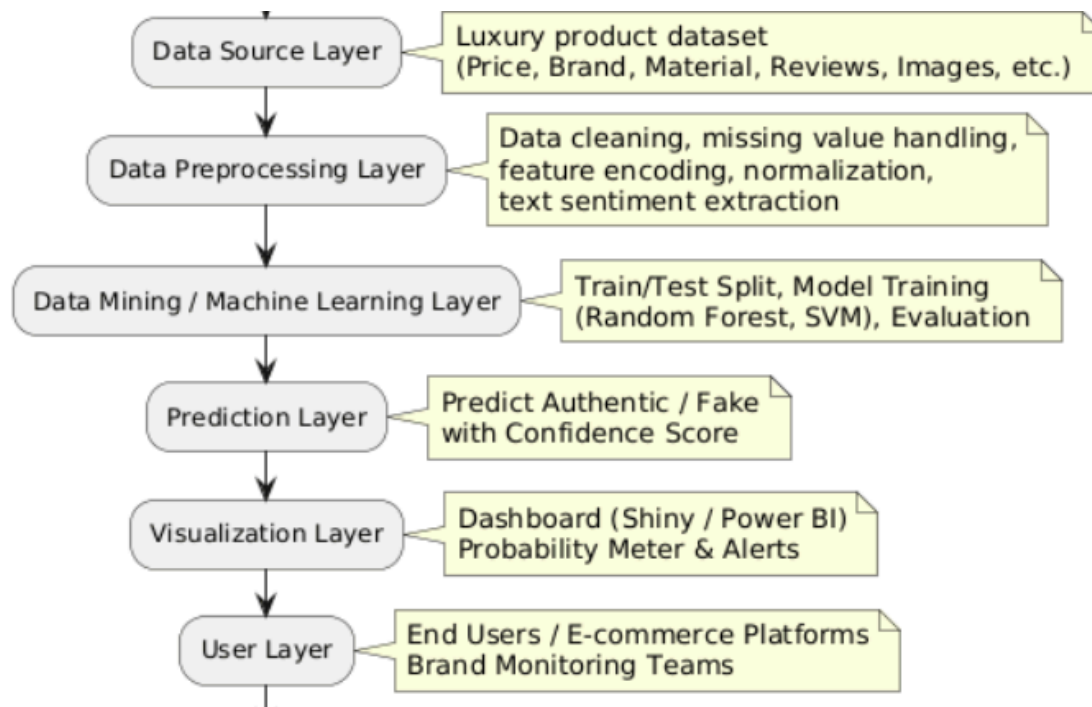 Data Source Layer
Luxury product dataset
(Price, Brand, Material, Reviews, Images, etc.)
Data Preprocessing Layer
Data cleaning, missing value handling,
feature encoding, normalization,
text sentiment extraction
Data Mining / Machine Learning Layer
Train/Test Split, Model Training
(Random Forest, SVM), Evaluation
Prediction Layer
Predict Authentic / Fake
with Confidence Score
Visualization Layer
Dashboard (Shiny / Power BI)
Probability Meter & Alerts
User Layer
End Users / E-commerce Platforms
Brand Monitoring Teams